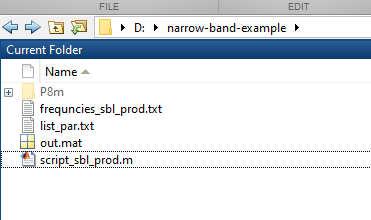 FILE EDIT
D: narrow-band-example
Current Folder
Name
P8m
frequncies_sbl_prod.txt
list_par.txt
out.mat
script_sbl_prod.m